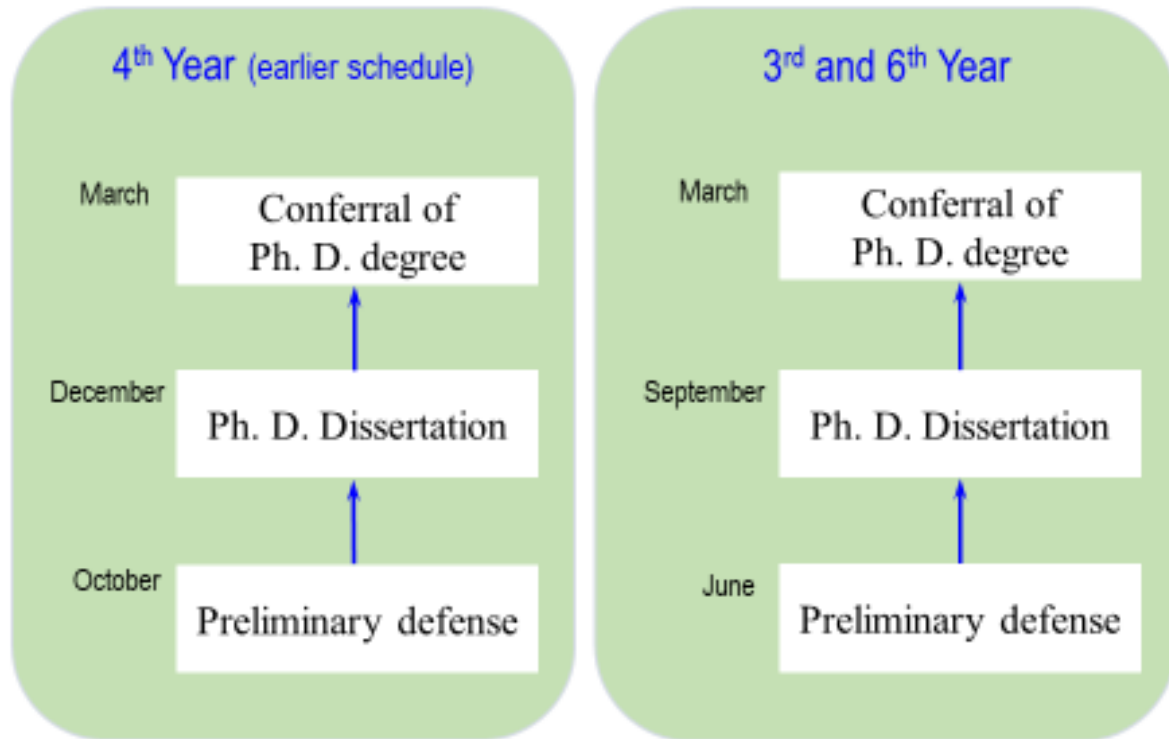 4th Year (earlier schedule)
March
Conferral of
Ph. D. degree
December
Ph. D. Dissertation
October
Preliminary defense
3rd and 6th Year
March
Conferral of
Ph. D. degree
September
Ph. D. Dissertation
June
Preliminary defense